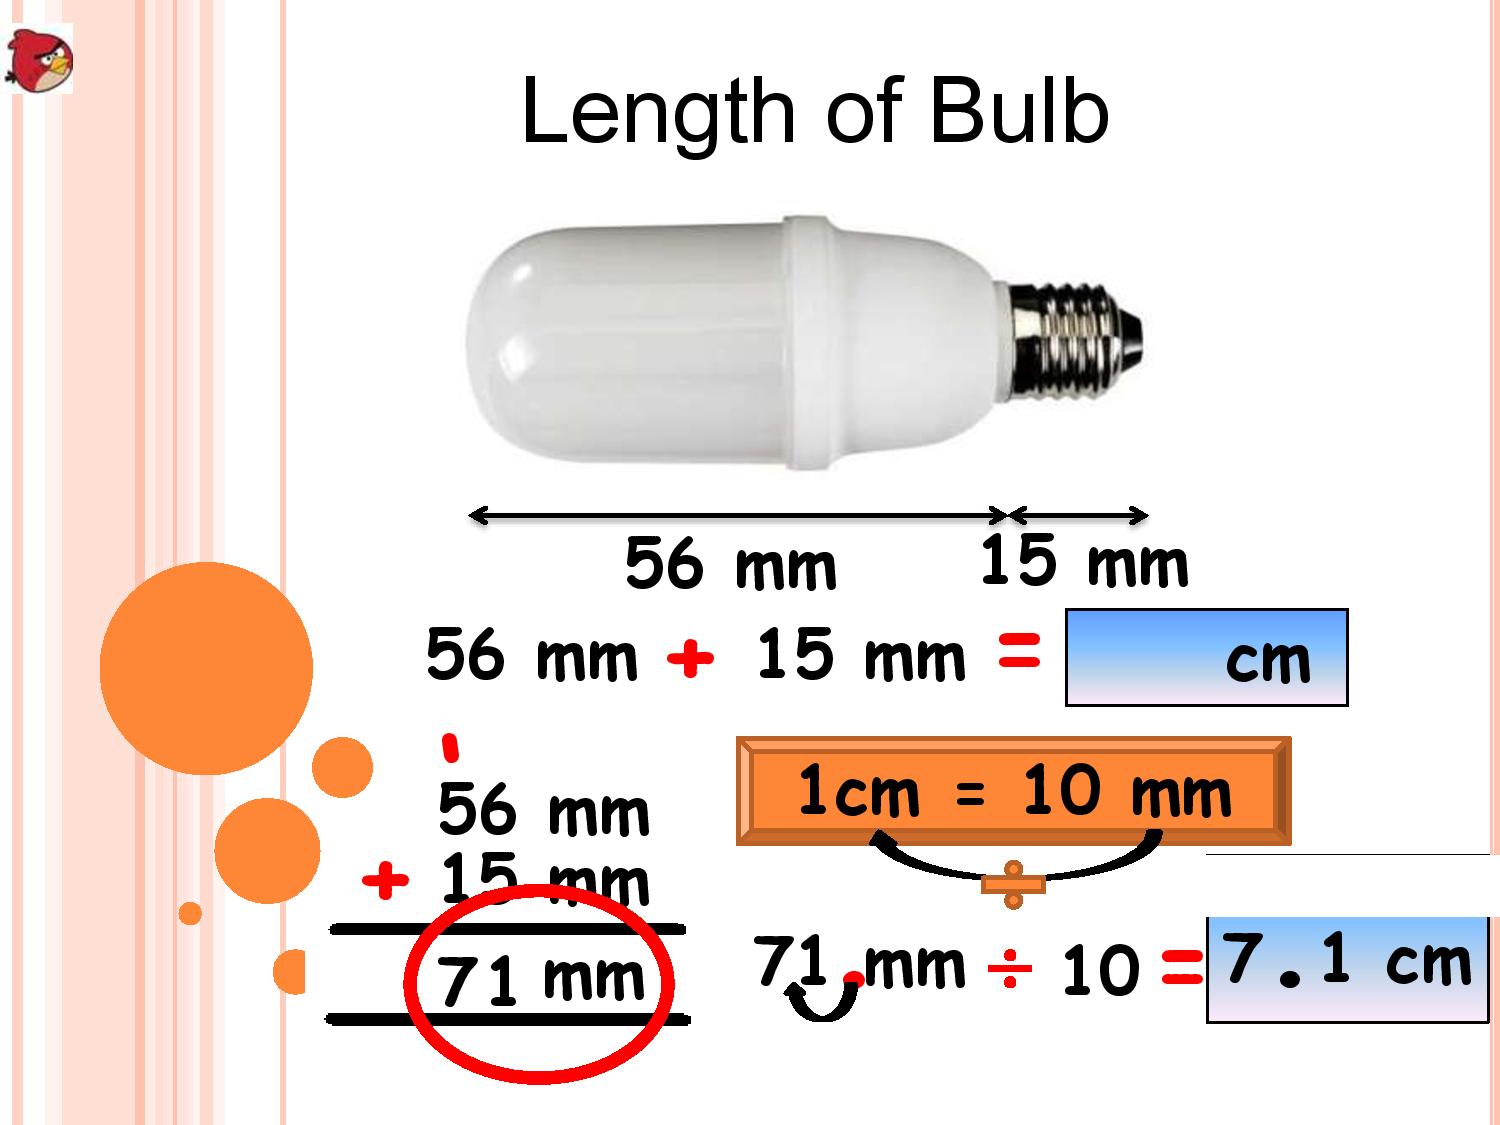 Length of Bulb
56 mm 15 mm
56 mm + 15 mm = cm
56 mm
+ 15 mm
71 mm
1cm = 10 mm
÷
71.mm ÷ 10 = 7.1 cm